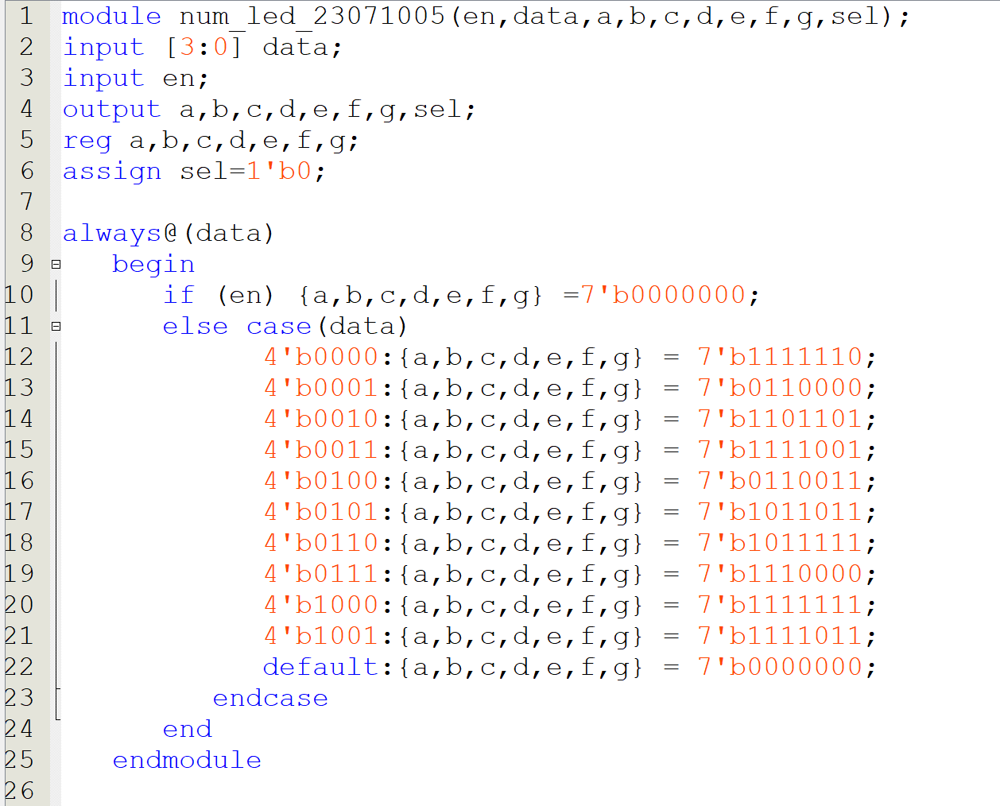 1 module num_led_23071005(en,data,a,b,c,d,e,f,g,sel);
2 input [3:0] data;
3 input en;
4 output a,b,c,d,e,f,g,sel;
5 reg a,b,c,d,e,f,g;
6 assign sel=1'b0;
7
8 always@(data)
9 begin
10 if (en) {a,b,c,d,e,f,g} =7'b0000000;
11 else case(data)
12 4'b0000:{a,b,c,d,e,f,g} = 7'b1111110;
13 4'b0001:{a,b,c,d,e,f,g} = 7'b0110000;
14 4'b0010:{a,b,c,d,e,f,g} = 7'b1101101;
15 4'b0011:{a,b,c,d,e,f,g} = 7'b1111001;
16 4'b0100:{a,b,c,d,e,f,g} = 7'b0110011;
17 4'b0101:{a,b,c,d,e,f,g} = 7'b1011011;
18 4'b0110:{a,b,c,d,e,f,g} = 7'b1011111;
19 4'b0111:{a,b,c,d,e,f,g} = 7'b1110000;
20 4'b1000:{a,b,c,d,e,f,g} = 7'b1111111;
21 4'b1001:{a,b,c,d,e,f,g} = 7'b1111011;
22 default:{a,b,c,d,e,f,g} = 7'b0000000;
23 endcase
24 end
25 endmodule
26